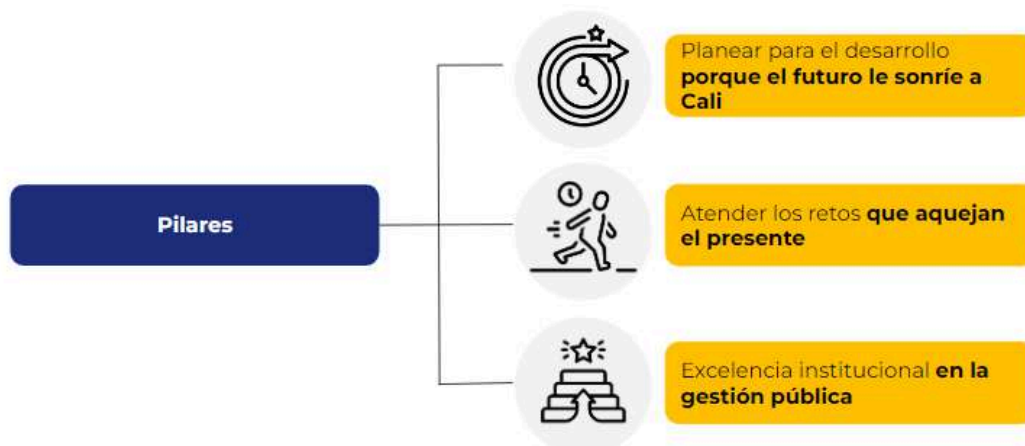 Planear para el desarrollo
porque el futuro le sonríe a
Cali
Pilares
Atender los retos que aquejan
el presente
Excelencia institucional en la
gestión pública